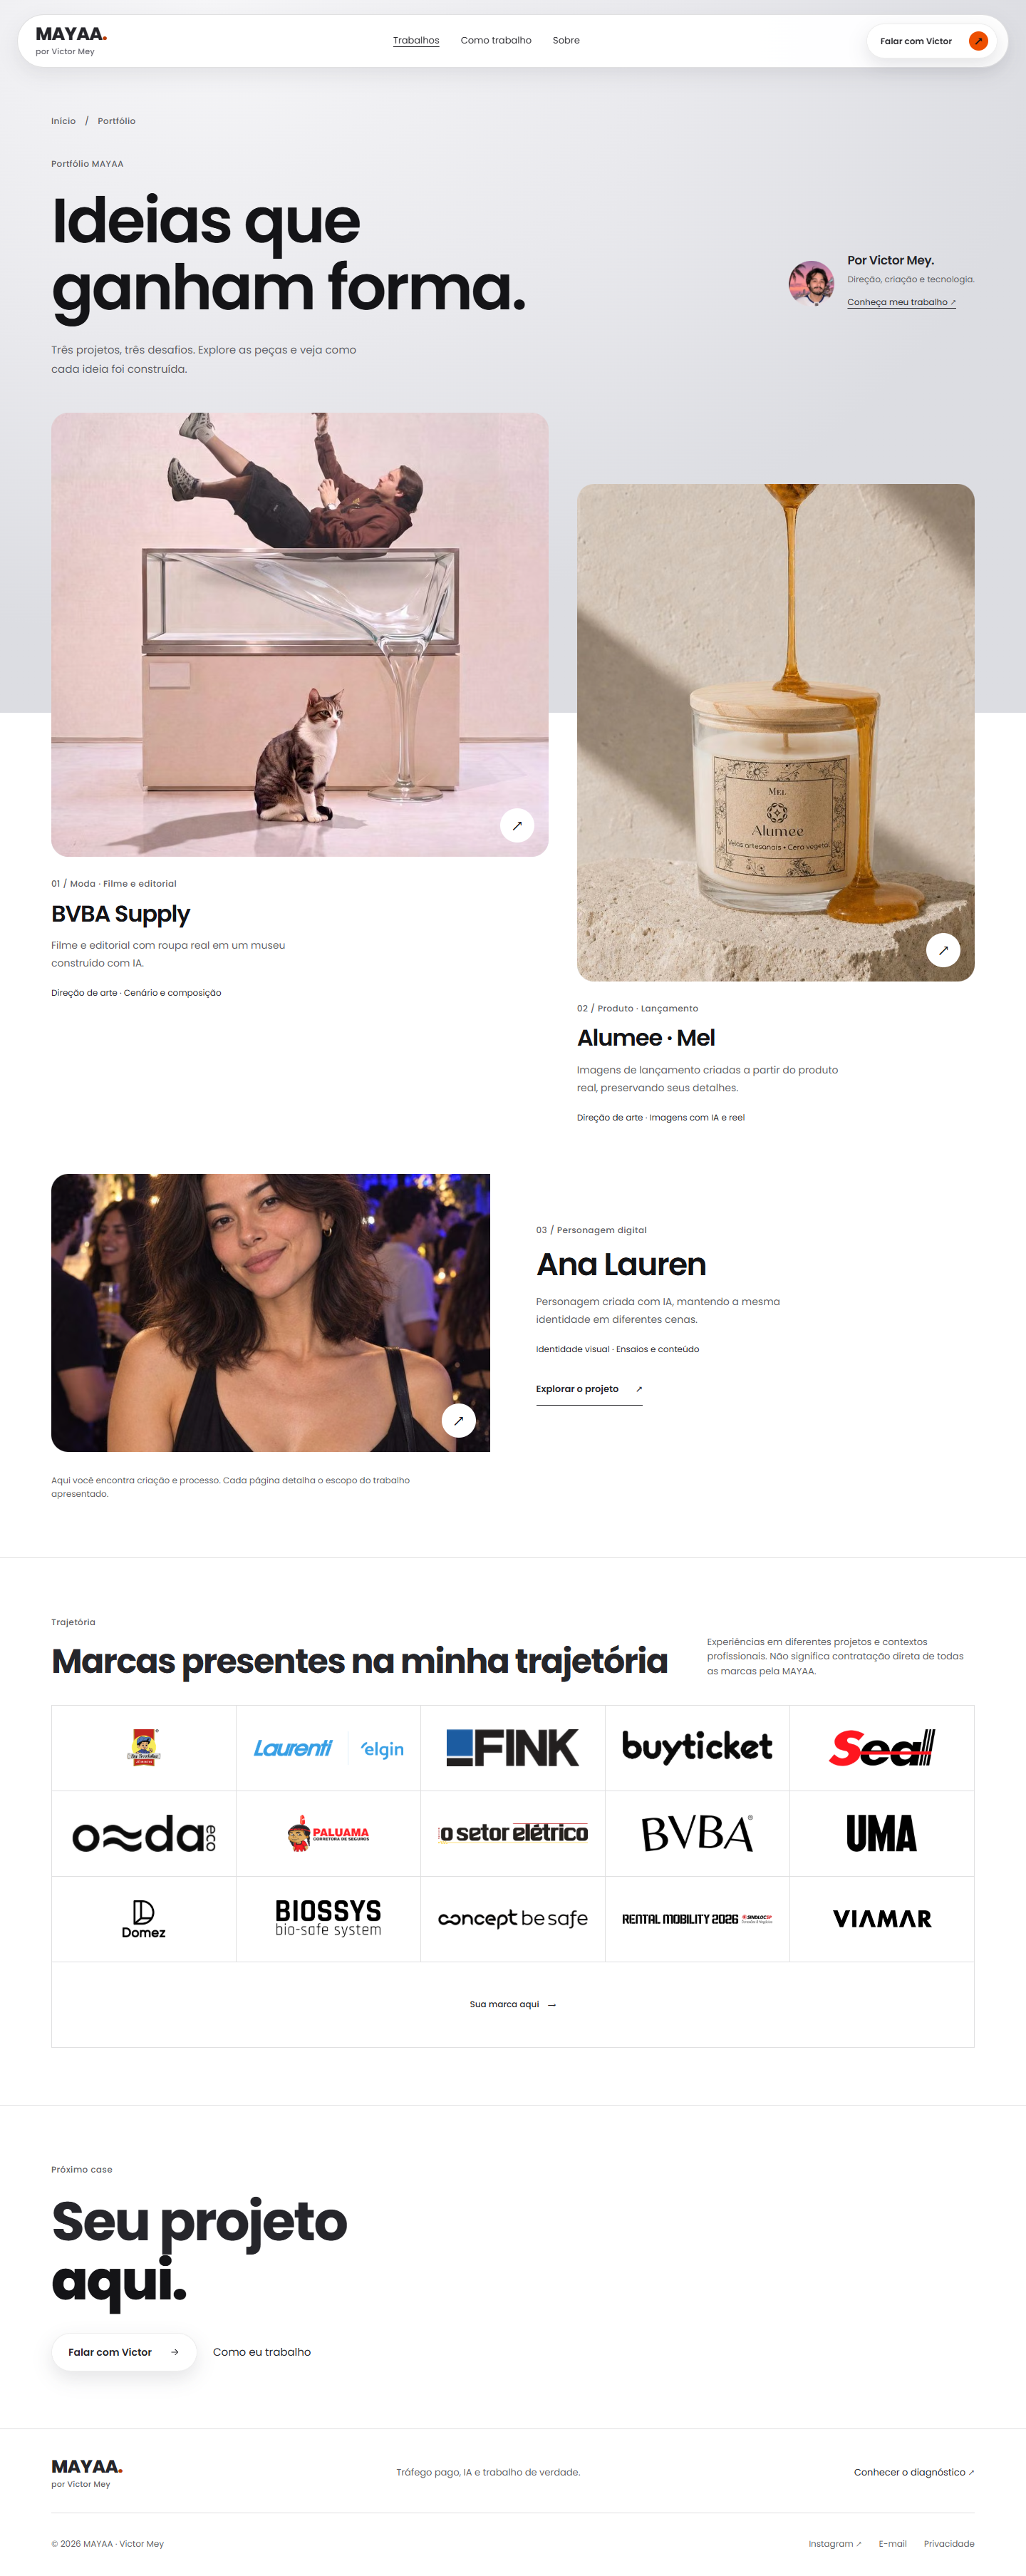 MAYAA.
por Victor Mey
Trabalhos
Como trabalho
Sobre
Falar com Victor
Início / Portfólio
Portfólio MAYAA
Ideias que
ganham forma.
Três projetos, três desafios. Explore as peças e veja como
cada ideia foi construída.
Por Victor Mey.
Direção, criação e tecnologia.
Conheça meu trabalho ↗
MEL
Alumee
Velas artesanais • Cera vegetal
01 / Moda · Filme e editorial
BVBA Supply
Filme e editorial com roupa real em um museu
construído com IA.
Direção de arte · Cenário e composição
02 / Produto · Lançamento
Alumee · Mel
Imagens de lançamento criadas a partir do produto
real, preservando seus detalhes.
Direção de arte · Imagens com IA e reel
03 / Personagem digital
Ana Lauren
Personagem criada com IA, mantendo a mesma
identidade em diferentes cenas.
Identidade visual · Ensaios e conteúdo
Explorar o projeto ↗
Aqui você encontra criação e processo. Cada página detalha o escopo do trabalho
apresentado.
Trajetória
Marcas presentes na minha trajetória
Experiências em diferentes projetos e contextos
profissionais. Não significa contratação direta de todas
as marcas pela MAYAA.
Laurenti
elgin
FINK
buyticket
Seall
onda eco
PALUAMA
CORRETORA DE SEGUROS
o setor elétrico
BVBA®
UMA
Domez
BIOSSYS
bio-safe system
concept be safe
RENTAL MOBILITY 2026 SINDLOCSP
VIAMAR
Sua marca aqui →
Próximo case
Seu projeto
aqui.
Falar com Victor →
Como eu trabalho
MAYAA.
por Victor Mey
Tráfego pago, IA e trabalho de verdade.
Conhecer o diagnóstico ↗
© 2026 MAYAA · Victor Mey
Instagram ↗
E-mail
Privacidade